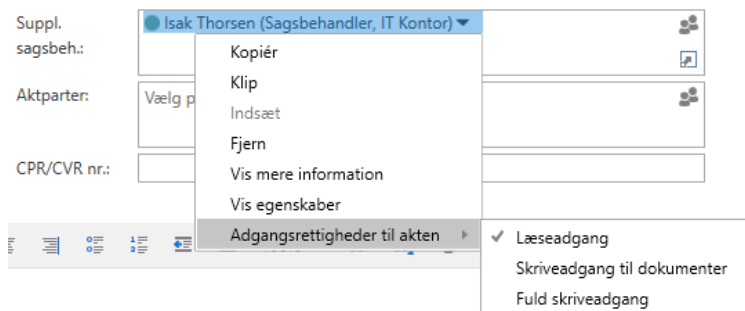 Suppl. sagsbeh.:
Isak Thorsen (Sagsbehandler, IT Kontor)
Kopiér
Klip
Aktparter:
Vælg p
Indsæt
Fjern
CPR/CVR nr.:
Vis mere information
Vis egenskaber
Adgangsrettigheder til akten
Læseadgang
Skriveadgang til dokumenter
Fuld skriveadgang